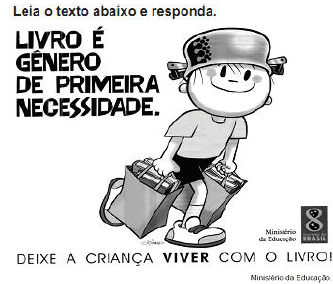 Leia o texto abaixo e responda.
LIVRO É
GÊNERO
DE PRIMEIRA
NECESSIDADE.
Ministério
da Educação
BRASIL
DEIXE A CRIANÇA VIVER COM O LIVRO!
Ministério da Educação.